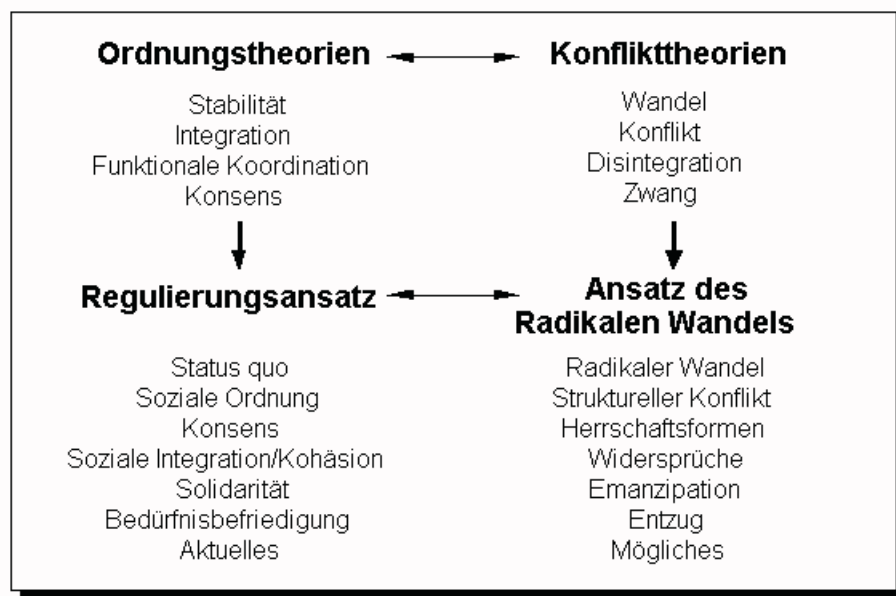 Ordnungstheorien
Stabilität
Integration
Funktionale Koordination
Konsens
Konflikttheorien
Wandel
Konflikt
Disintegration
Zwang
Regulierungsansatz
Status quo
Soziale Ordnung
Konsens
Soziale Integration/Kohäsion
Solidarität
Bedürfnisbefriedigung
Aktuelles
Ansatz des
Radikalen Wandels
Radikaler Wandel
Struktureller Konflikt
Herrschaftsformen
Widersprüche
Emanzipation
Entzug
Mögliches